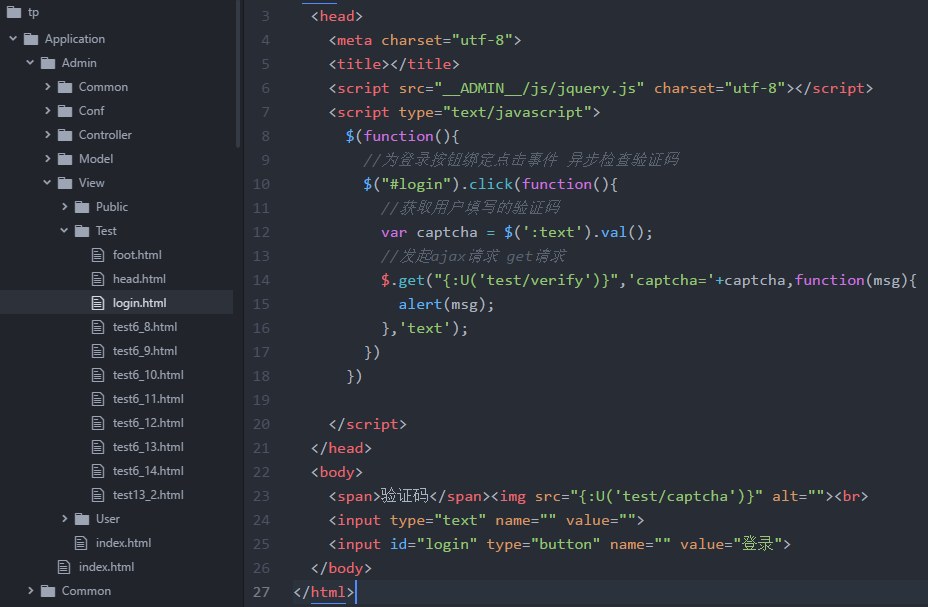 tp
Application
Admin
Common
Conf
Controller
Model
View
Public
Test
foot.html
head.html
login.html
test6_8.html
test6_9.html
test6_10.html
test6_11.html
test6_12.html
test6_13.html
test6_14.html
test13_2.html
User
index.html
index.html
Common
3 <head>
4 <meta charset="utf-8">
5 <title></title>
6 <script src="__ADMIN__/js/jquery.js" charset="utf-8"></script>
7 <script type="text/javascript">
8 $(function(){
9 //为登录按钮绑定点击事件 异步检查验证码
10 $("#login").click(function(){
11 //获取用户填写的验证码
12 var captcha = $(':text').val();
13 //发起ajax请求 get请求
14 $.get("{:U('test/verify')}",'captcha='+captcha,function(msg){
15 alert(msg);
16 },'text');
17 })
18 })
19
20 </script>
21 </head>
22 <body>
23 <span>验证码</span><img src="{:U('test/captcha')}" alt=""><br>
24 <input type="text" name="" value="">
25 <input id="login" type="button" name="" value="登录">
26 </body>
27 </html>